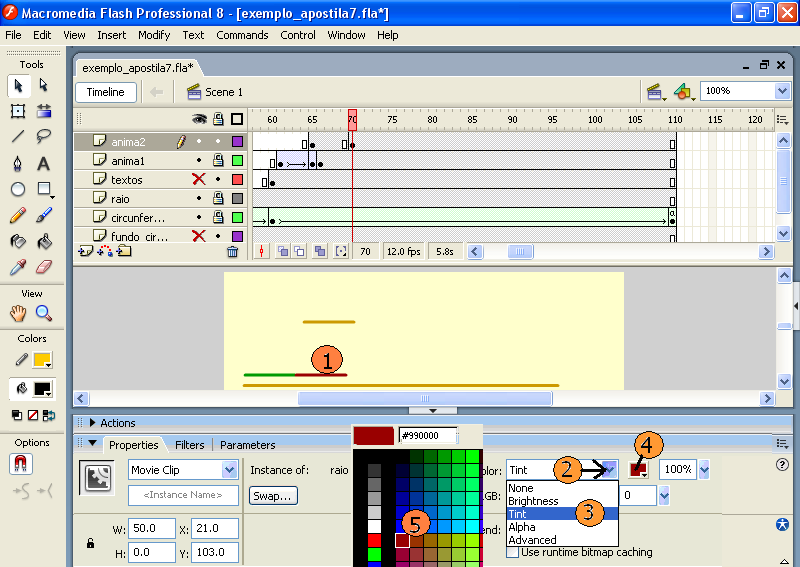 Macromedia Flash Professional 8 - [exemplo_apostila7.fla*]
File Edit View Insert Modify Text Commands Control Window Help
Tools
exemplo_apostila7.fla*
Timeline Scene 1 100%
60 65 70 75 80 85 90 95 100 105 110 115 120
anima2
anima1
textos
raio
circunfer...
fundo_cir...
70 12.0 fps 5.8s
View
Colors
Options
1
Actions
Properties Filters Parameters
#990000
4
Movie Clip Instance of: raio olor: Tint 2 100%
<Instance Name> Swap... GB: 0
None
Brightness
Tint 3
Alpha
Advanced
5
W: 50.0 X: 21.0 end:
H: 0.0 Y: 103.0 Use runtime bitmap caching